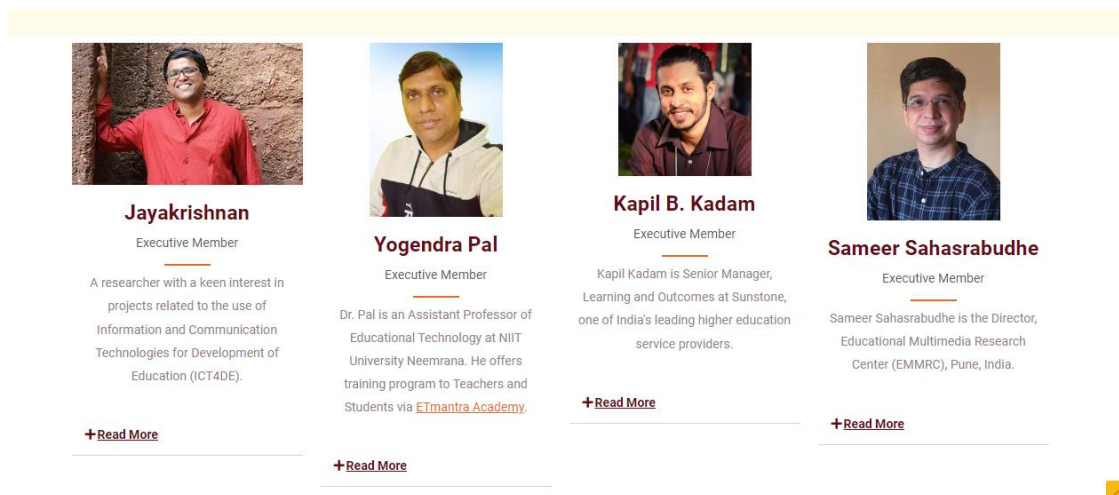 Jayakrishnan
Executive Member
A researcher with a keen interest in
projects related to the use of
Information and Communication
Technologies for Development of
Education (ICT4DE).
+Read More
Yogendra Pal
Executive Member
Dr. Pal is an Assistant Professor of
Educational Technology at NIIT
University Neemrana. He offers
training program to Teachers and
Students via ETmantra Academy.
+Read More
Kapil B. Kadam
Executive Member
Kapil Kadam is Senior Manager,
Learning and Outcomes at Sunstone,
one of India's leading higher education
service providers.
+Read More
Sameer Sahasrabudhe
Executive Member
Sameer Sahasrabudhe is the Director,
Educational Multimedia Research
Center (EMMRC), Pune, India.
+Read More